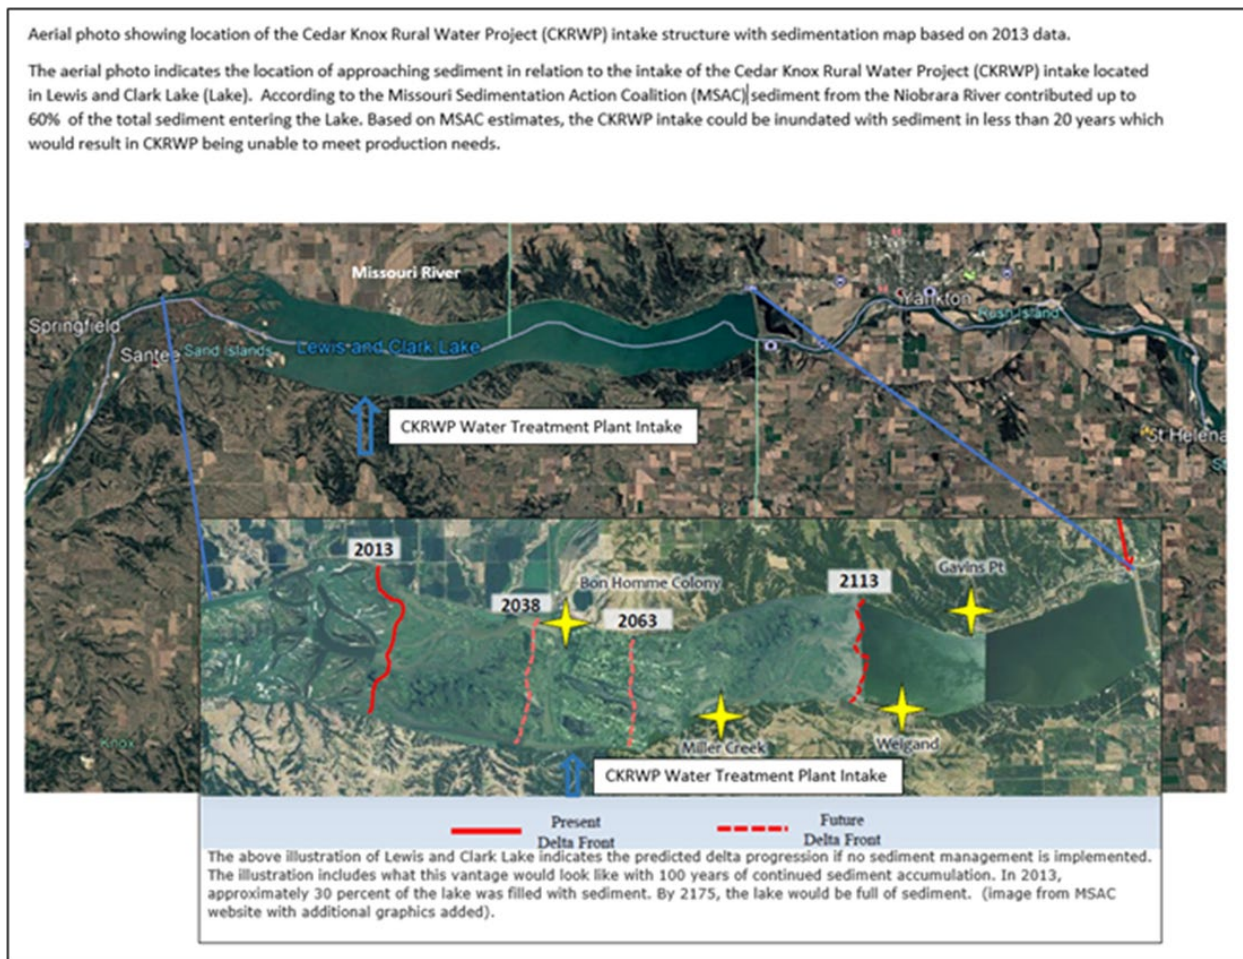 Aerial photo showing location of the Cedar Knox Rural Water Project (CKRWP) intake structure with sedimentation map based on 2013 data.
The aerial photo indicates the location of approaching sediment in relation to the intake of the Cedar Knox Rural Water Project (CKRWP) intake located
in Lewis and Clark Lake (Lake).  According to the Missouri Sedimentation Action Coalition (MSAC) sediment from the Niobrara River contributed up to
60%  of the total sediment entering the Lake. Based on MSAC estimates, the CKRWP intake could be inundated with sediment in less than 20 years which
would result in CKRWP being unable to meet production needs.
Missouri River
Springfield
Santee
Sand Islands
Lewis and Clark Lake
Yankton
Rush Island
St Helena
CKRWP Water Treatment Plant Intake
Knox
2013
2038
Bon Homme Colony
2063
2113
Gavins Pt
Miller Creek
Welgand
CKRWP Water Treatment Plant Intake
Present
Delta Front
Future
Delta Front
The above illustration of Lewis and Clark Lake indicates the predicted delta progression if no sediment management is implemented.
The illustration includes what this vantage would look like with 100 years of continued sediment accumulation. In 2013,
approximately 30 percent of the lake was filled with sediment. By 2175, the lake would be full of sediment.  (image from MSAC
website with additional graphics added).